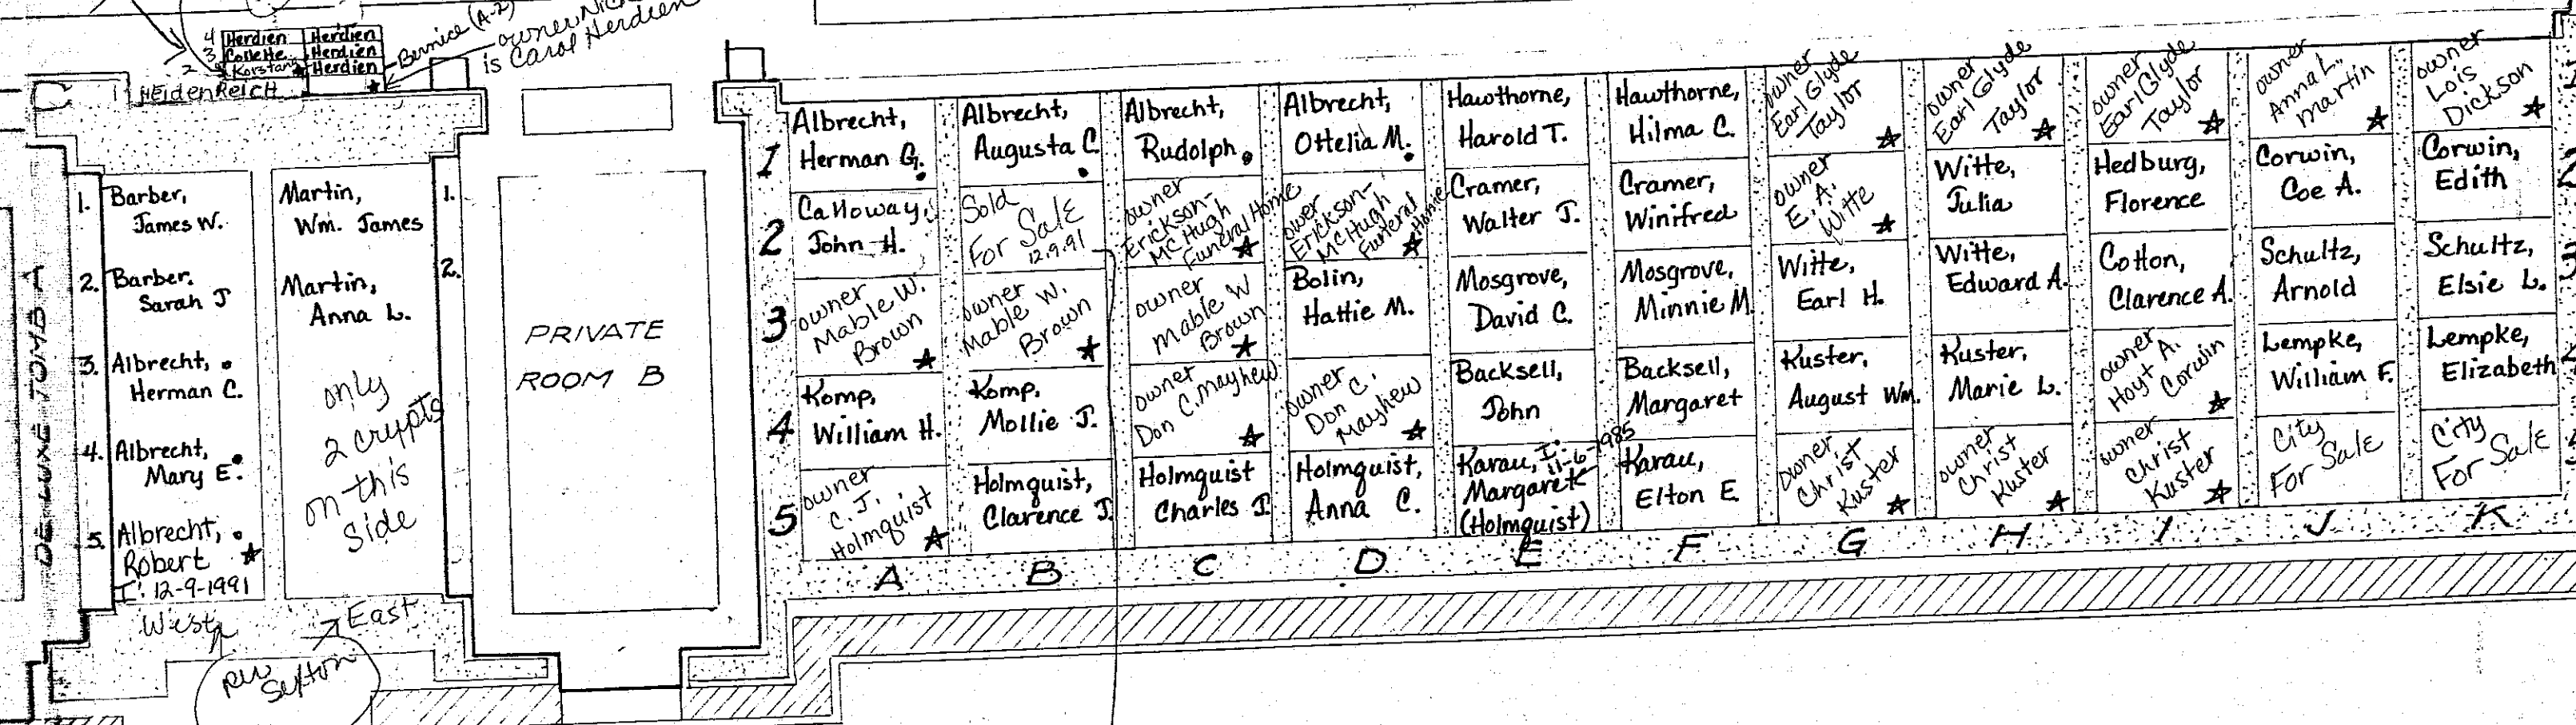 4 Herdien Herdien
3 Collette Herdien
2 Korstang Herdien
HEidenREich
Bernice (A-2)
owner
is Carol Herdien
DE LUXE TOMB A
1. Barber,
James W.
2. Barber,
Sarah J
3. Albrecht,
Herman C.
4. Albrecht,
Mary E.
5. Albrecht,
Robert
I: 12-9-1991
West
Martin,
Wm. James
Martin,
Anna L.
only
2 crypts
on this
side
East
per
Sexton
1.
2.
PRIVATE
ROOM B
1
Albrecht,
Herman G.
Albrecht,
Augusta C.
Albrecht,
Rudolph
Albrecht,
Ottelia M.
Hawthorne,
Harold T.
Hawthorne,
Hilma C.
owner
Earl Glyde
Taylor
owner
Earl Glyde
Taylor
owner
Earl Glyde
Taylor
owner
Anna L.
Martin
owner
Lois
Dickson
2
Calloway,
John H.
Sold
For Sale
12.9.91
owner
Erickson-
McHugh
Funeral Home
owner
Erickson-
McHugh
Funeral Home
Cramer,
Walter J.
Cramer,
Winifred
owner
E. A.
Witte
Witte,
Julia
Hedburg,
Florence
Corwin,
Coe A.
Corwin,
Edith
3
owner
Mable W.
Brown
owner
Mable W.
Brown
owner
Mable W
Brown
Bolin,
Hattie M.
Mosgrove,
David C.
Mosgrove,
Minnie M.
Witte,
Earl H.
Witte,
Edward A.
Cotton,
Clarence A.
Schultz,
Arnold
Schultz,
Elsie L.
4
Komp,
William H.
Komp,
Mollie J.
owner
Don C. Mayhew
owner
Don C.
Mayhew
Backsell,
John
Backsell,
Margaret
Kuster,
August Wm.
Kuster,
Marie L.
owner
Hoyt A.
Corwin
Lempke,
William F.
Lempke,
Elizabeth
5
owner
C. J.
Holmquist
Holmquist,
Clarence J.
Holmquist
Charles J.
Holmquist,
Anna C.
Karau, I: 11-6-1985
Margaret
(Holmquist)
Karau,
Elton E.
owner
Christ
Kuster
owner
Christ
Kuster
owner
Christ
Kuster
City
For Sale
City
For Sale
A B C D E F G H I J K